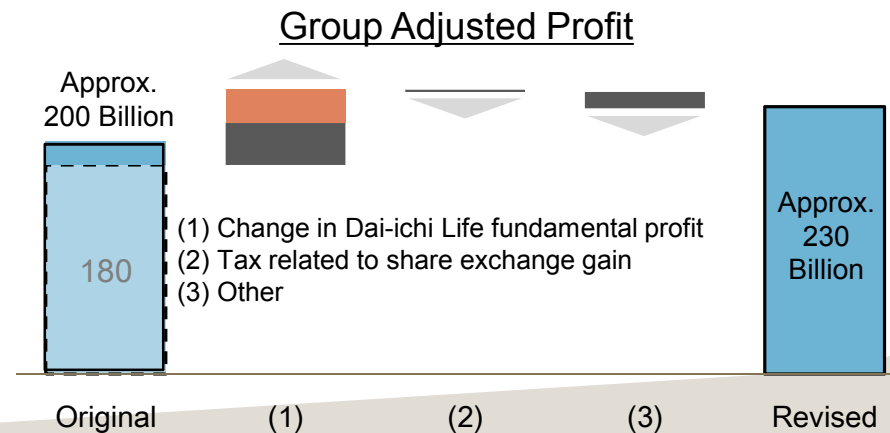 Group Adjusted Profit
Approx.
200 Billion
180
(1) Change in Dai-ichi Life fundamental profit
(2) Tax related to share exchange gain
(3) Other
Approx.
230
Billion
Original
(1)
(2)
(3)
Revised